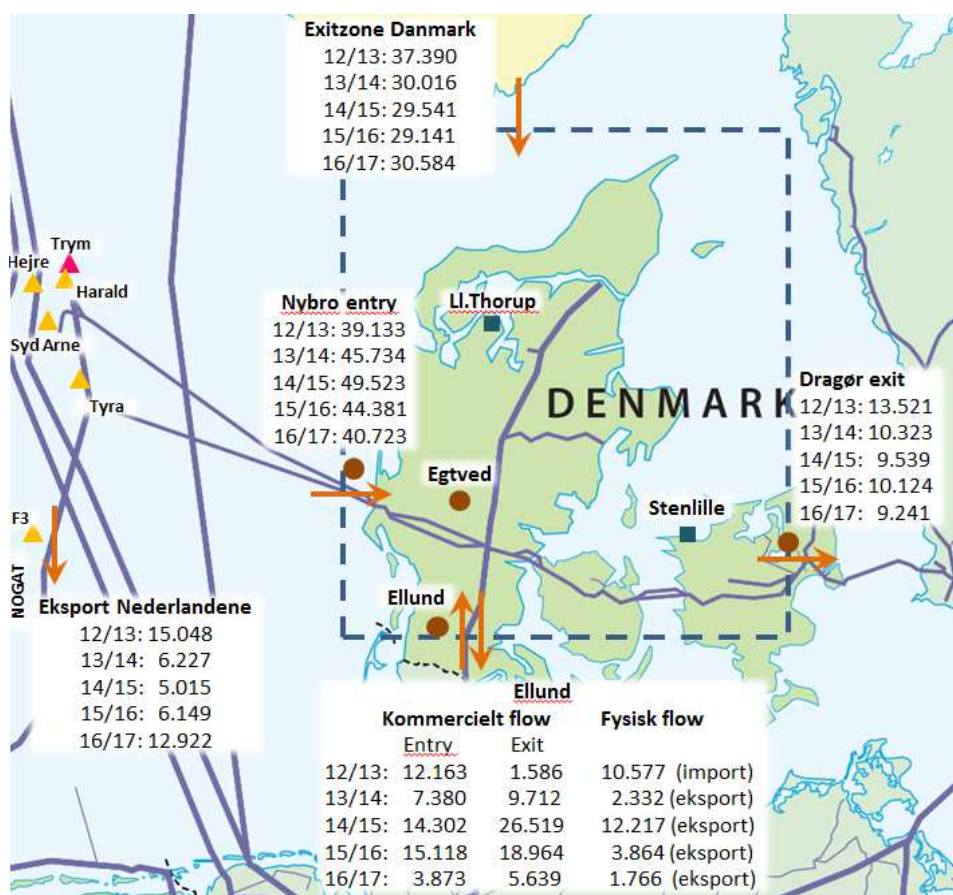 Exitzone Danmark
12/13: 37.390
13/14: 30.016
14/15: 29.541
15/16: 29.141
16/17: 30.584
Trym
Hejre
Harald
Syd Arne
Tyra
Nybro entry
12/13: 39.133
13/14: 45.734
14/15: 49.523
15/16: 44.381
16/17: 40.723
Ll.Thorup
DENMARK
Dragør exit
12/13: 13.521
13/14: 10.323
14/15: 9.539
15/16: 10.124
16/17: 9.241
Egtved
Stenlille
F3
NOGAT
Eksport Nederlandene
12/13: 15.048
13/14: 6.227
14/15: 5.015
15/16: 6.149
16/17: 12.922
Ellund
Ellund
Kommercielt flow Fysisk flow
Entry Exit
12/13: 12.163 1.586 10.577 (import)
13/14: 7.380 9.712 2.332 (eksport)
14/15: 14.302 26.519 12.217 (eksport)
15/16: 15.118 18.964 3.864 (eksport)
16/17: 3.873 5.639 1.766 (eksport)